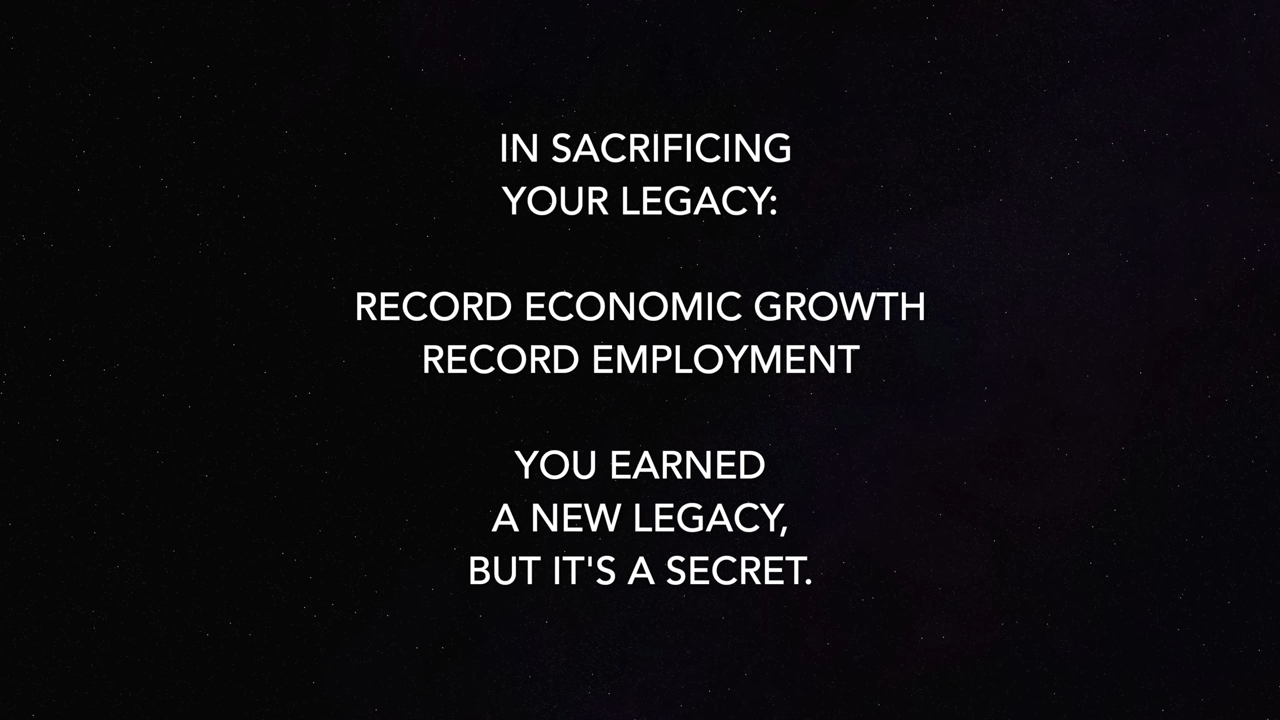 IN SACRIFICING
YOUR LEGACY:
RECORD ECONOMIC GROWTH
RECORD EMPLOYMENT
YOU EARNED
A NEW LEGACY,
BUT IT'S A SECRET.